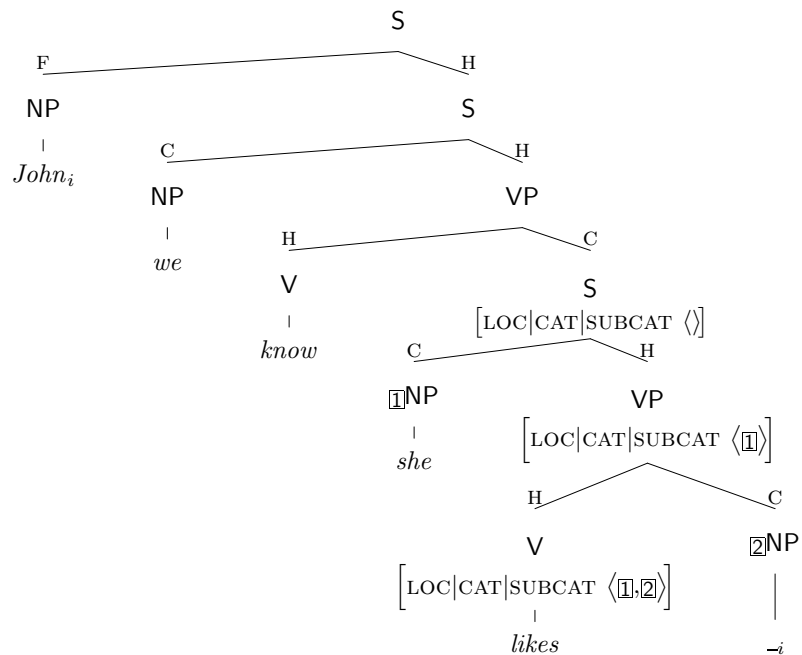 S
F H
NP S
John_i C H
NP VP
we H C
V S
know [LOC|CAT|SUBCAT ⟨⟩]
C H
[1]NP VP
she [LOC|CAT|SUBCAT ⟨[1]⟩]
H C
V [2]NP
[LOC|CAT|SUBCAT ⟨[1],[2]⟩]
likes _i